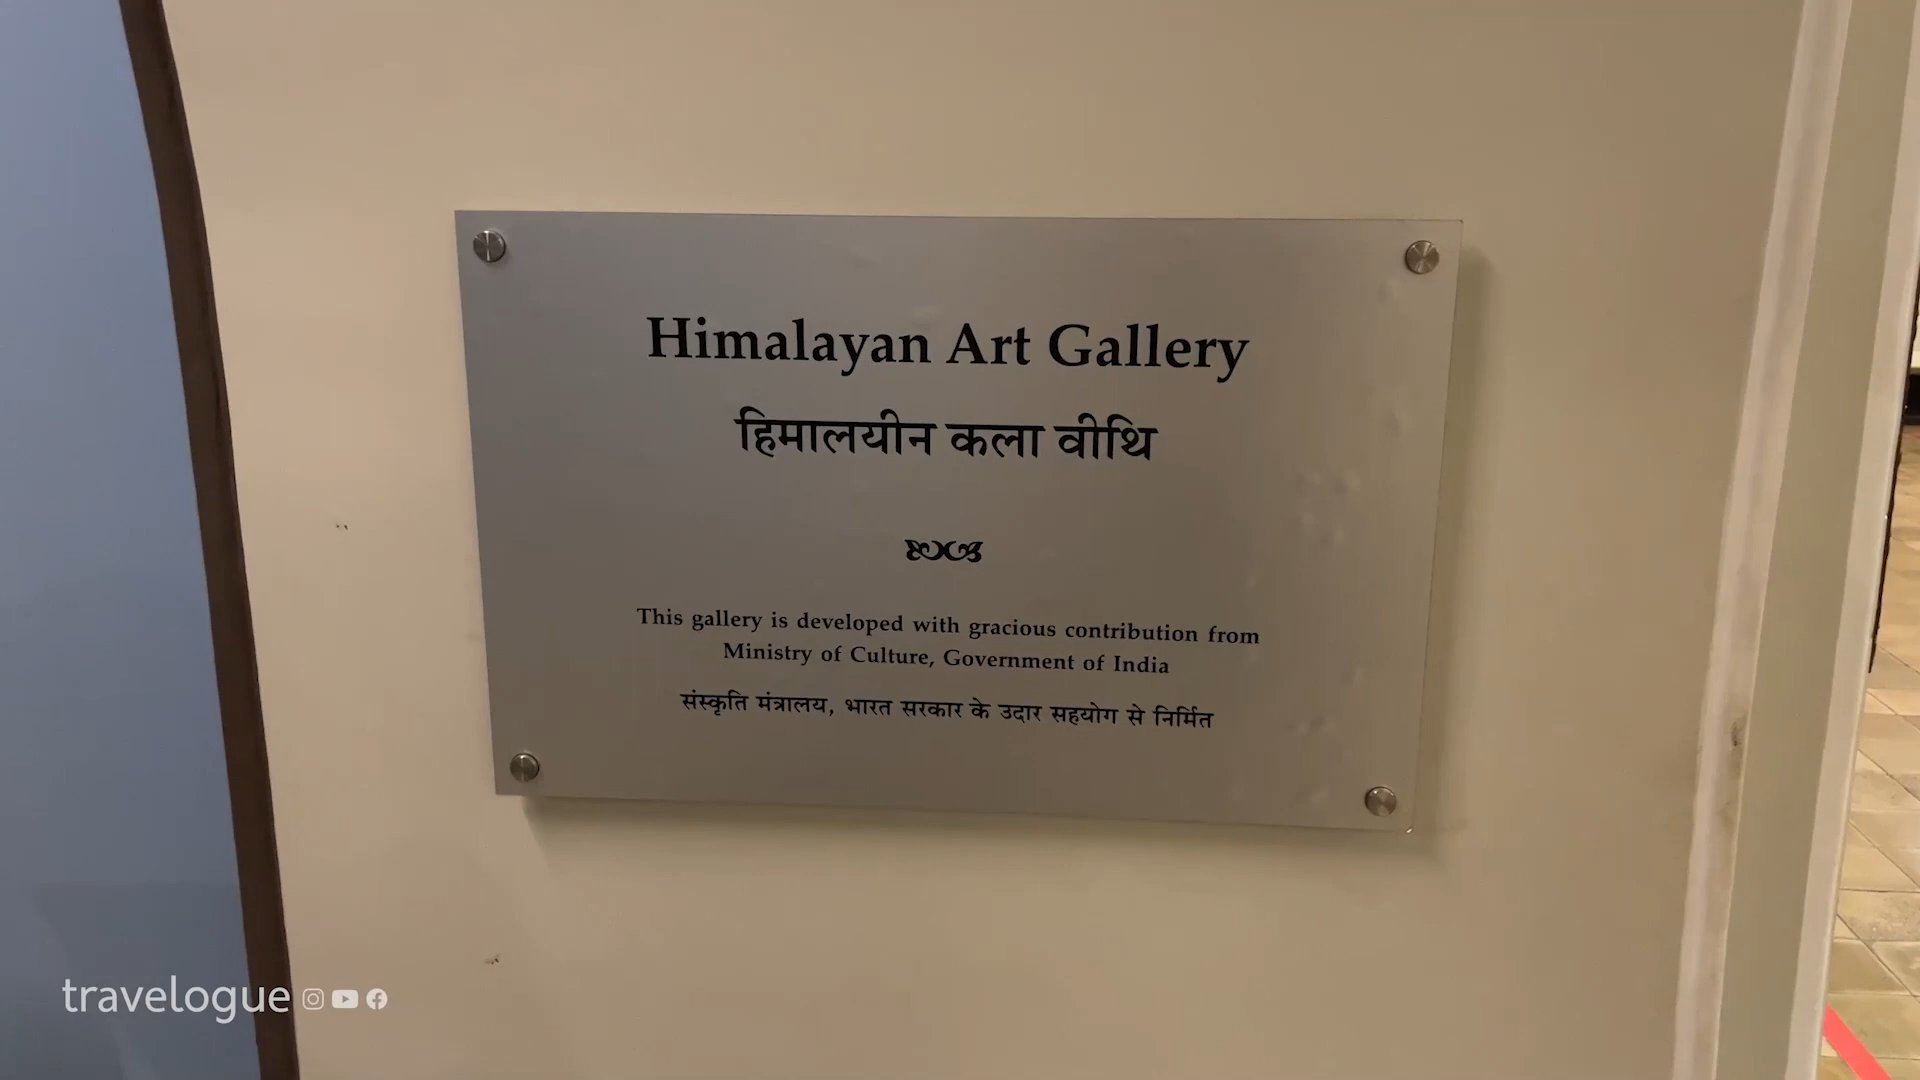 Himalayan Art Gallery
हिमालयीन कला वीथि
This gallery is developed with gracious contribution from
Ministry of Culture, Government of India
संस्कृति मंत्रालय, भारत सरकार के उदार सहयोग से निर्मित
travelogue